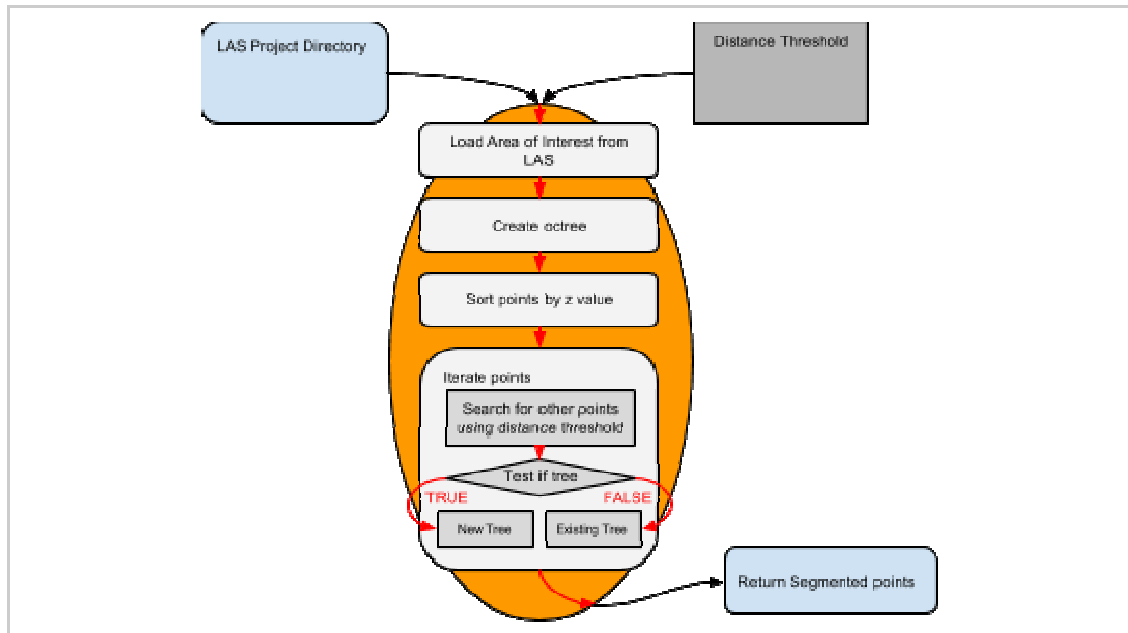 LAS Project Directory
Distance Threshold
Load Area of Interest from
LAS
Create octree
Sort points by z value
Iterate points
Search for other points
using distance threshold
Test if tree
TRUE
FALSE
New Tree
Existing Tree
Return Segmented points